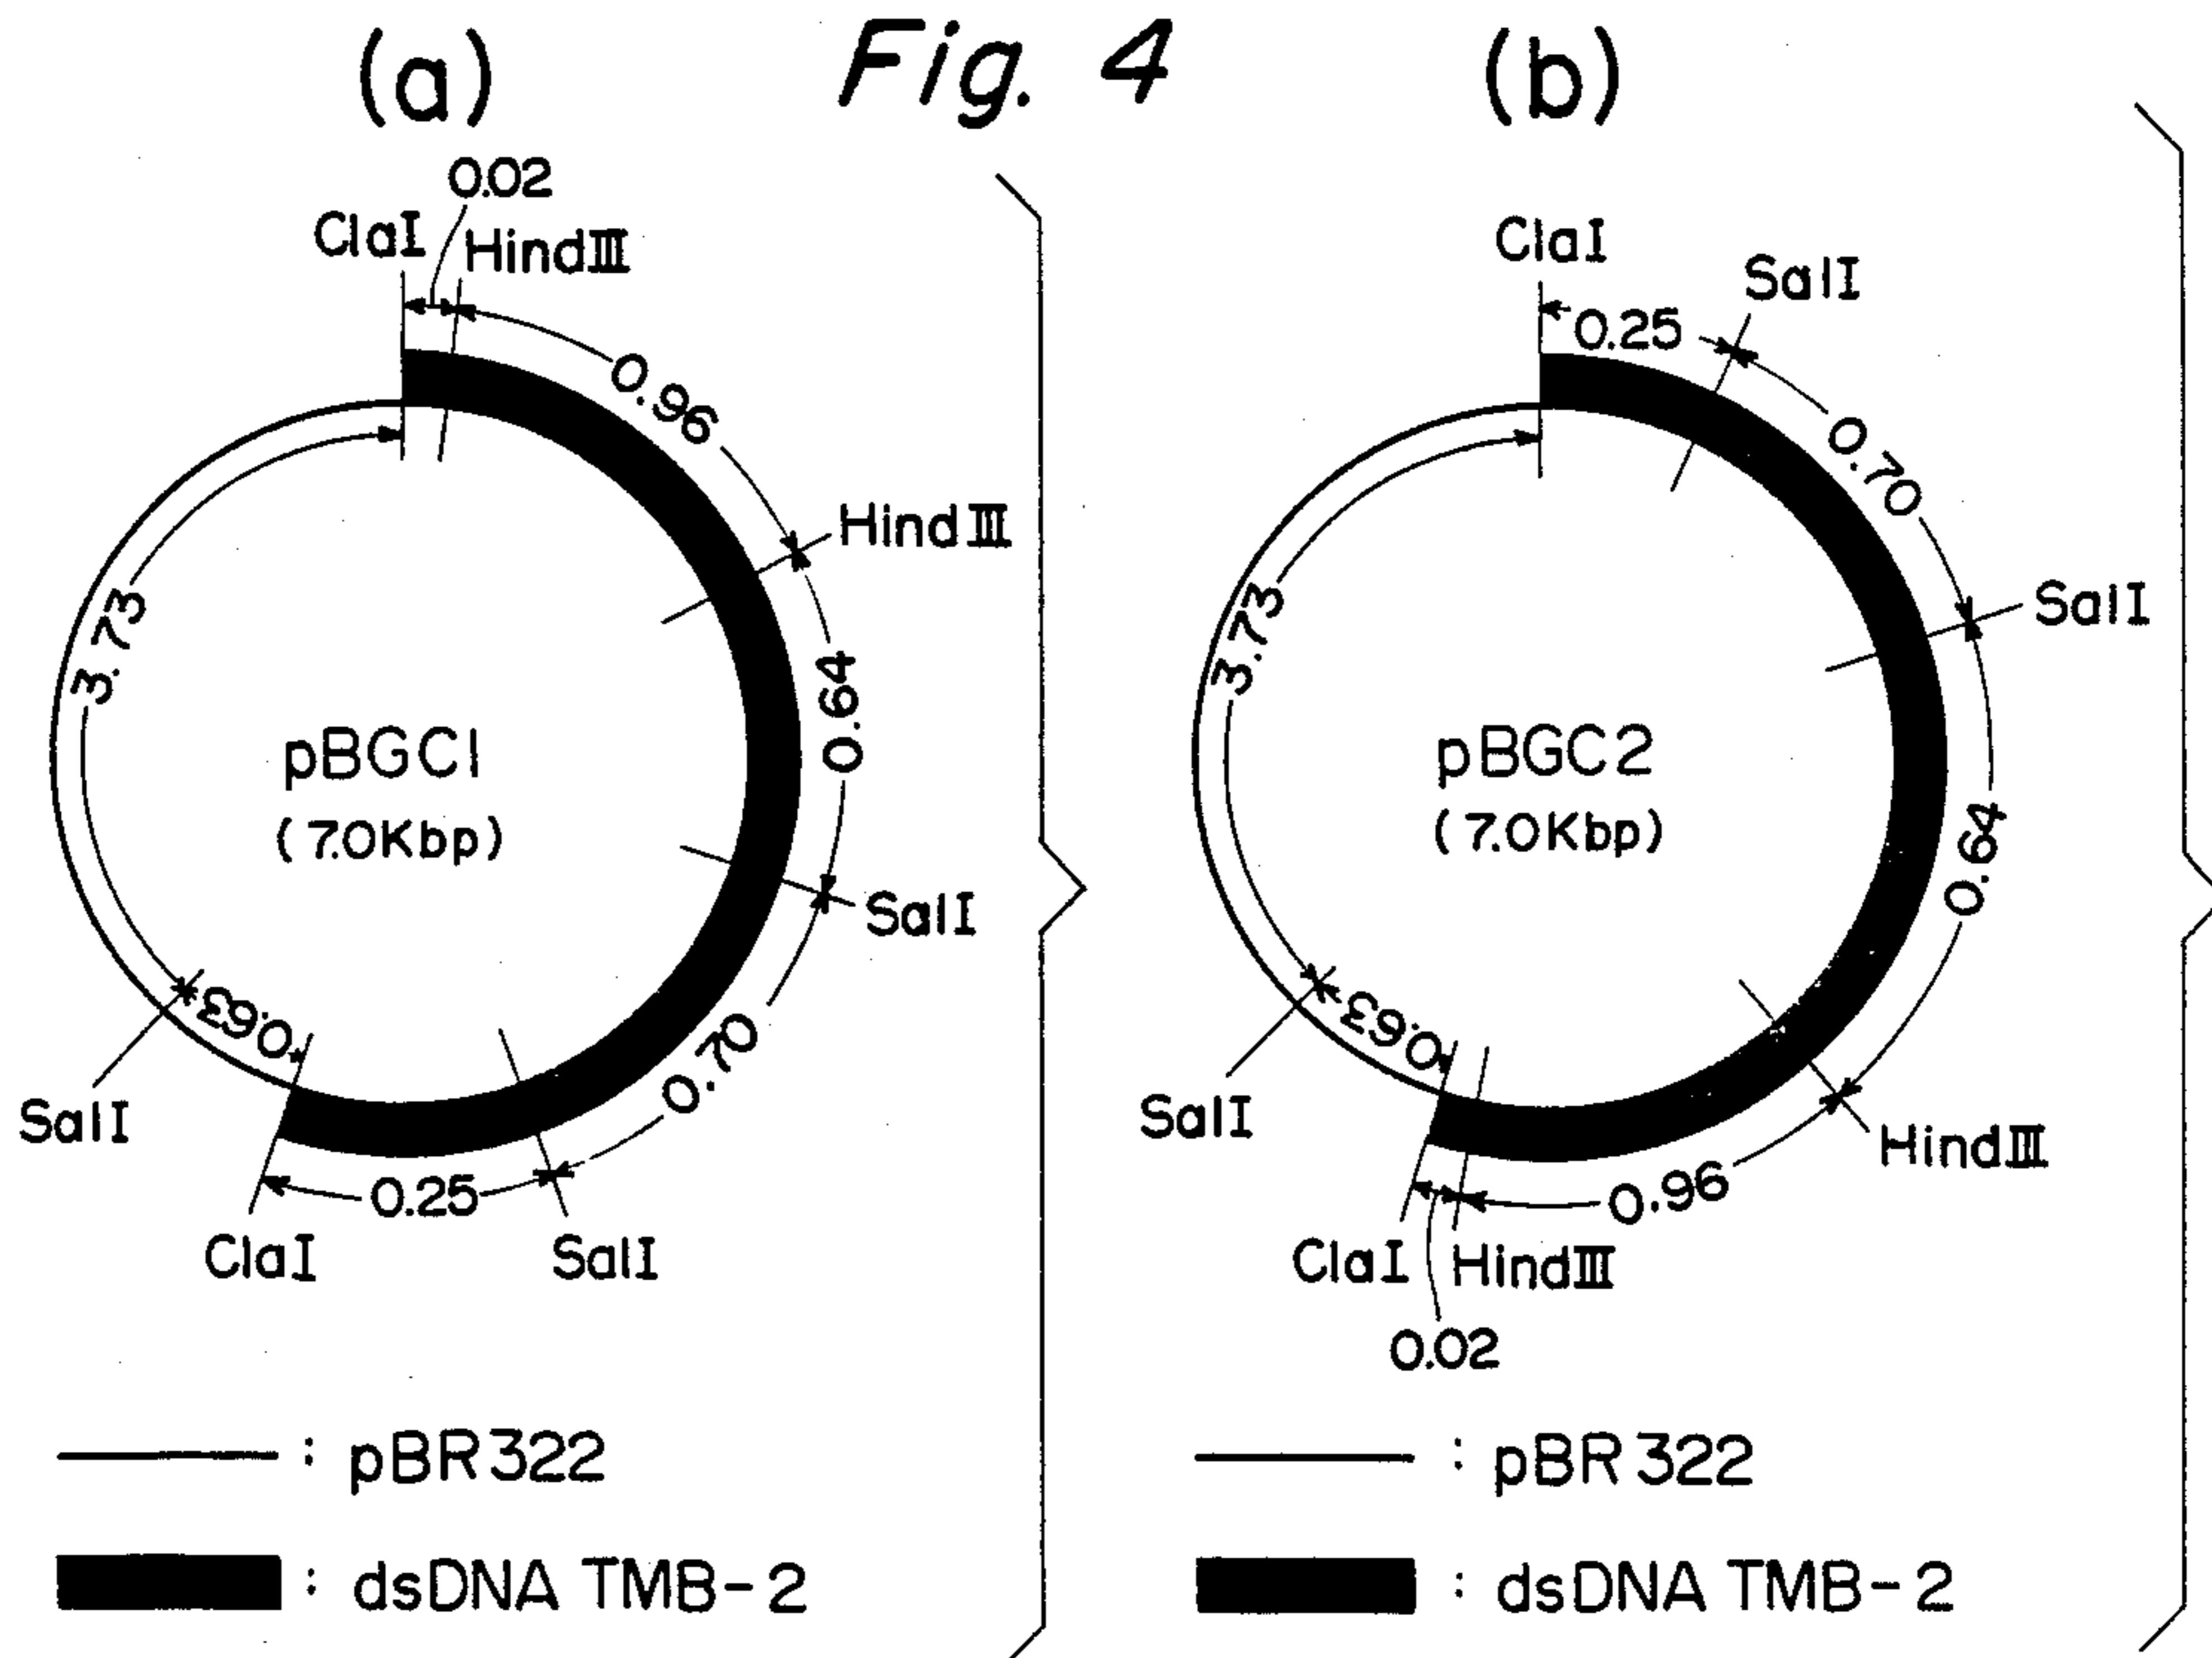 Fig. 4
(a)
0.02
ClaI
HindIII
0.96
HindIII
0.64
3.73
pBGC1
(7.0Kbp)
SalI
0.63
0.70
SalI
0.25
ClaI
SalI
: pBR322
: dsDNA TMB-2
(b)
ClaI
SalI
0.25
0.70
SalI
3.73
pBGC2
(7.0Kbp)
0.64
0.63
SalI
HindIII
0.96
ClaI
HindIII
0.02
: pBR322
: dsDNA TMB-2